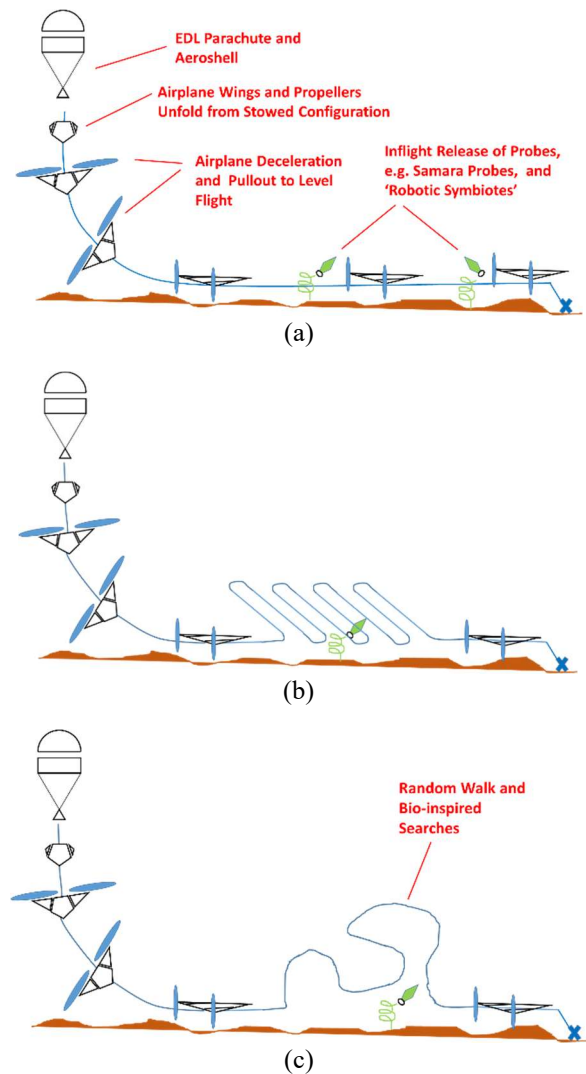 EDL Parachute and
Aeroshell
Airplane Wings and Propellers
Unfold from Stowed Configuration
Airplane Deceleration
and Pullout to Level
Flight
Inflight Release of Probes,
e.g. Samara Probes, and
‘Robotic Symbiotes’
(a)
(b)
Random Walk and
Bio-inspired
Searches
(c)